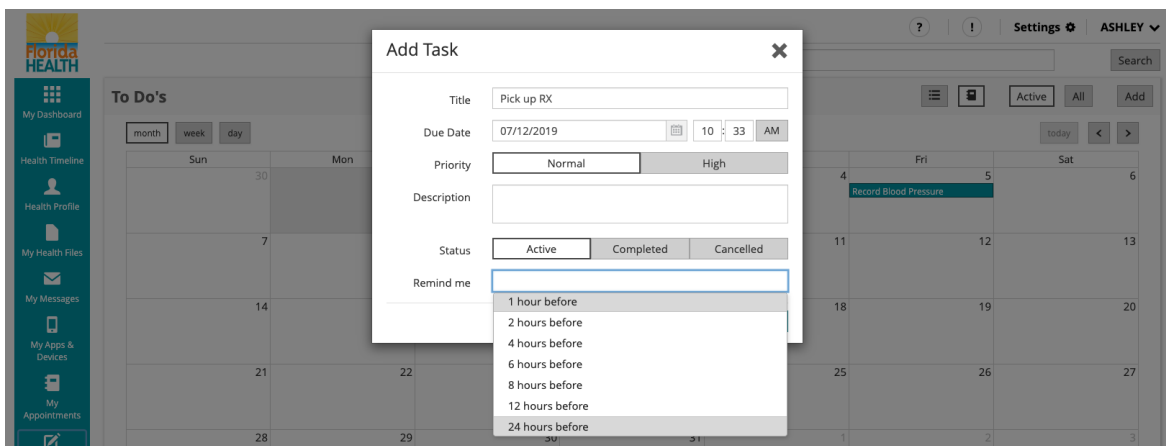 Florida
HEALTH
? ! Settings ASHLEY
Search
My Dashboard
Health Timeline
Health Profile
My Health Files
My Messages
My Apps &
Devices
My
Appointments
To Do's
Active All Add
month week day
today < >
Sun Mon Fri Sat
30 4 5 6
Record Blood Pressure
7 11 12 13
14 18 19 20
21 22 25 26 27
28 29 30 31 1 2 3
Add Task
Title Pick up RX
Due Date 07/12/2019 10 : 33 AM
Priority Normal High
Description
Status Active Completed Cancelled
Remind me
1 hour before
2 hours before
4 hours before
6 hours before
8 hours before
12 hours before
24 hours before